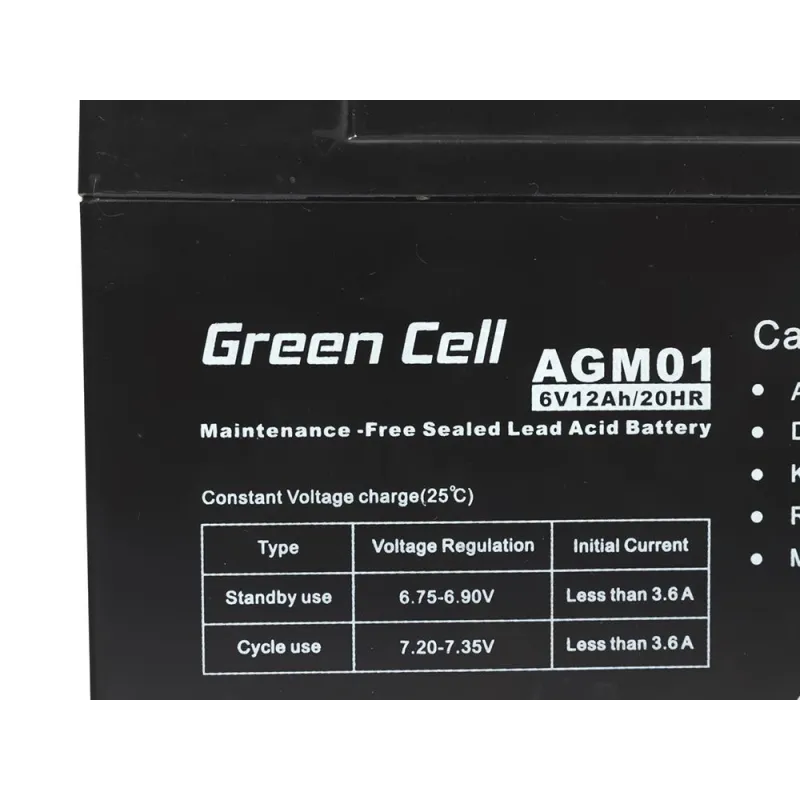 Green Cell
AGM01
6V12Ah/20HR
Maintenance -Free Sealed Lead Acid Battery
Constant Voltage charge(25℃)
Type Voltage Regulation Initial Current
Standby use 6.75-6.90V Less than 3.6 A
Cycle use 7.20-7.35V Less than 3.6 A